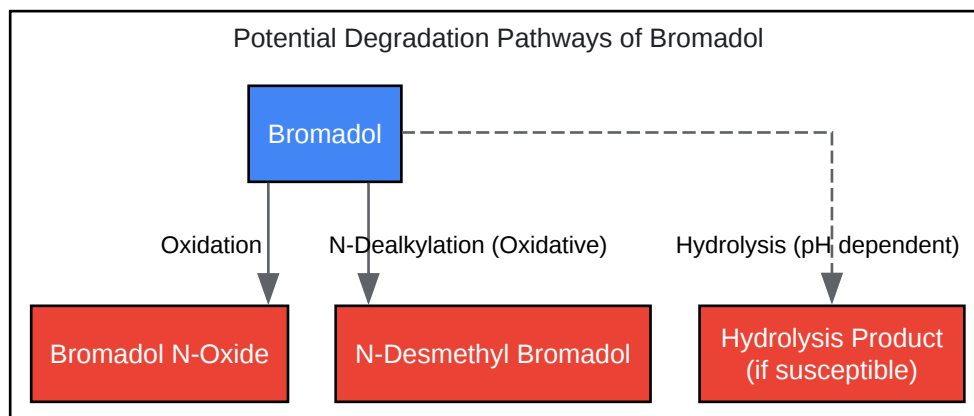 Potential Degradation Pathways of Bromadol
Bromadol
Oxidation
N-Dealkylation (Oxidative)
Hydrolysis (pH dependent)
Bromadol N-Oxide
N-Desmethyl Bromadol
Hydrolysis Product
(if susceptible)